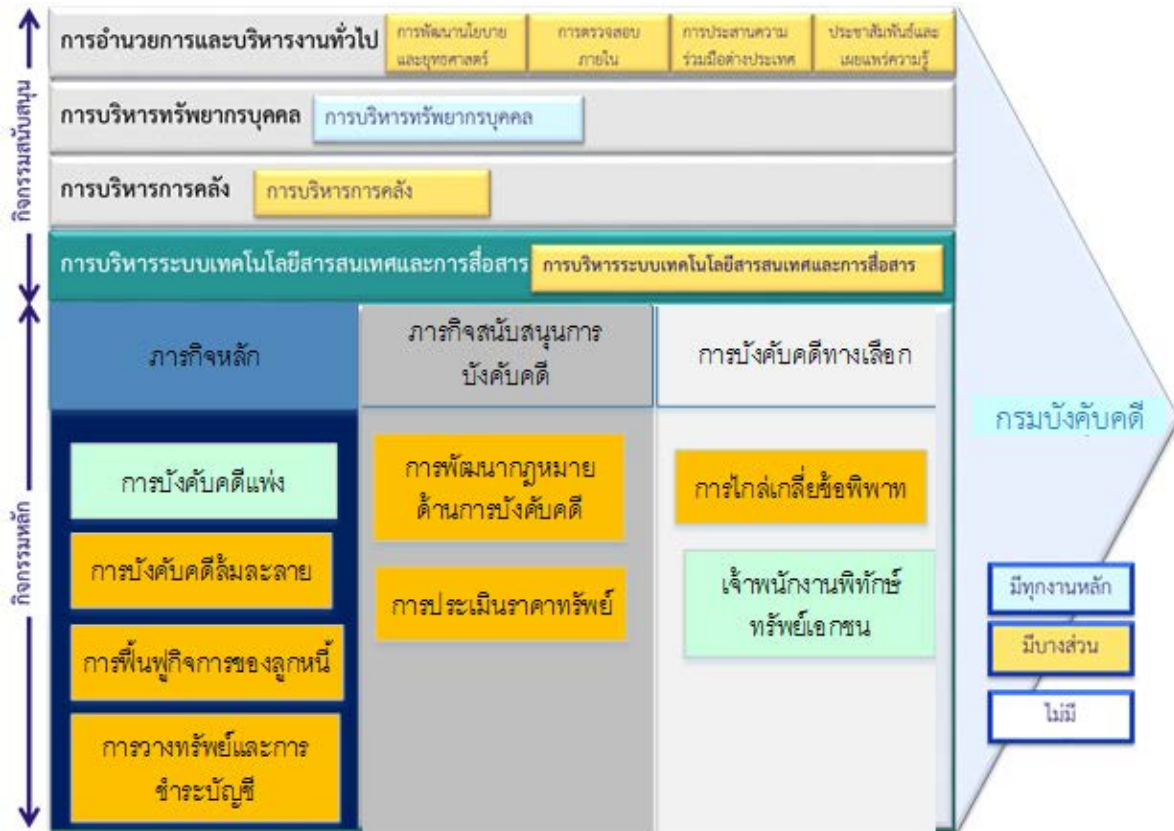 กิจกรรมสนับสนุน
การอำนวยการและบริหารงานทั่วไป
การพัฒนานโยบาย
และยุทธศาสตร์
การตรวจสอบ
ภายใน
การประสานความ
ร่วมมือต่างประเทศ
ประชาสัมพันธ์และ
เผยแพร่ความรู้
การบริหารทรัพยากรบุคคล
การบริหารทรัพยากรบุคคล
การบริหารการคลัง
การบริหารการคลัง
การบริหารระบบเทคโนโลยีสารสนเทศและการสื่อสาร
การบริหารระบบเทคโนโลยีสารสนเทศและการสื่อสาร
กิจกรรมหลัก
ภารกิจหลัก
การบังคับคดีแพ่ง
การบังคับคดีล้มละลาย
การฟื้นฟูกิจการของลูกหนี้
การวางทรัพย์และการ
ชำระบัญชี
ภารกิจสนับสนุนการ
บังคับคดี
การพัฒนากฎหมาย
ด้านการบังคับคดี
การประเมินราคาทรัพย์
การบังคับคดีทางเลือก
การไกล่เกลี่ยข้อพิพาท
เจ้าพนักงานพิทักษ์
ทรัพย์เอกชน
กรมบังคับคดี
มีทุกงานหลัก
มีบางส่วน
ไม่มี